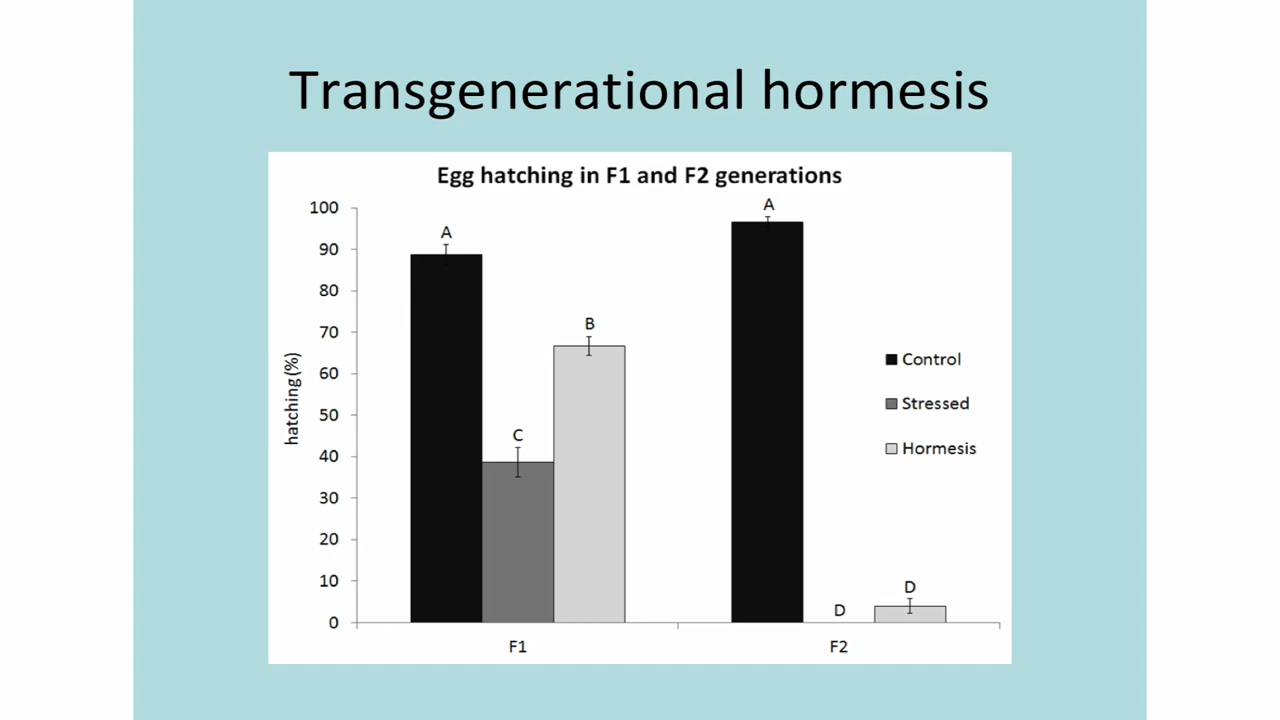 Transgenerational hormesis
Egg hatching in F1 and F2 generations
100
90
80
70
60
50
40
30
20
10
0
hatching(%)
A
C
B
A
D
D
F1
F2
Control
Stressed
Hormesis